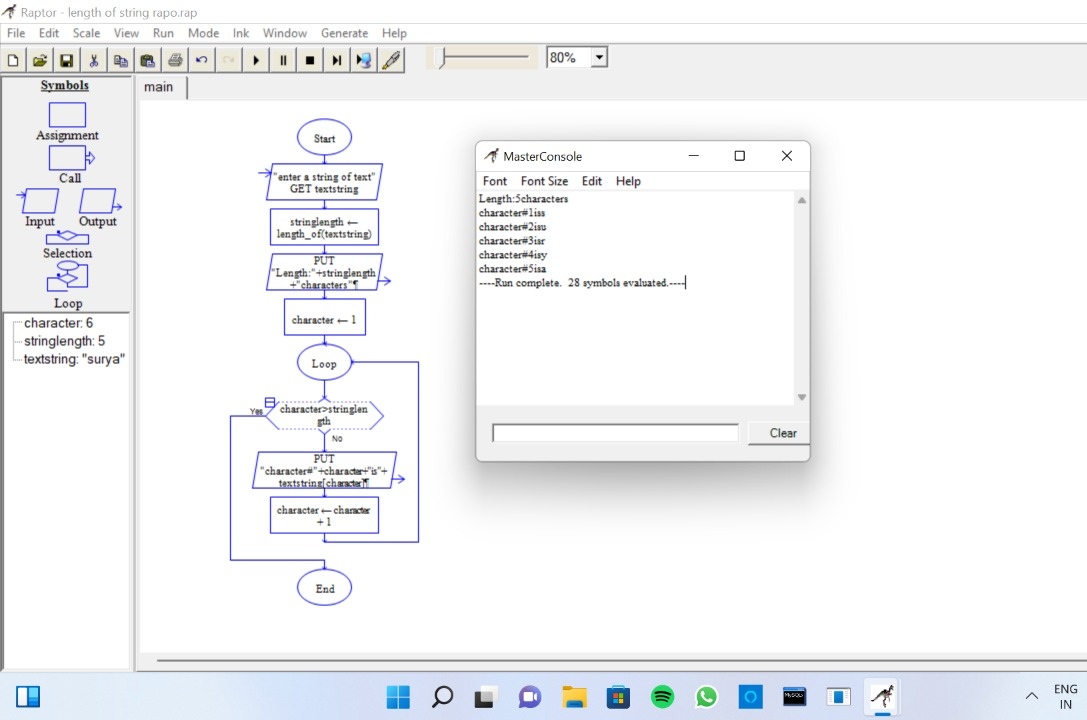 Raptor - length of string rapo.rap
File Edit Scale View Run Mode Ink Window Generate Help
80%
Symbols
Assignment
Call
Input Output
Selection
Loop
character: 6
stringlength: 5
textstring: "surya"
main
Start
"enter a string of text"
GET textstring
stringlength ←
length_of(textstring)
PUT
"Length:"+stringlength
+"characters"¶
character ← 1
Loop
Yes
character>stringlen
gth
No
PUT
"character#"+character+"is"+
textstring[character]¶
character ← character
+ 1
End
MasterConsole
Font Font Size Edit Help
Length:5characters
character#1iss
character#2isu
character#3isr
character#4isy
character#5isa
----Run complete. 28 symbols evaluated.----
Clear
MySQL
ENG
IN